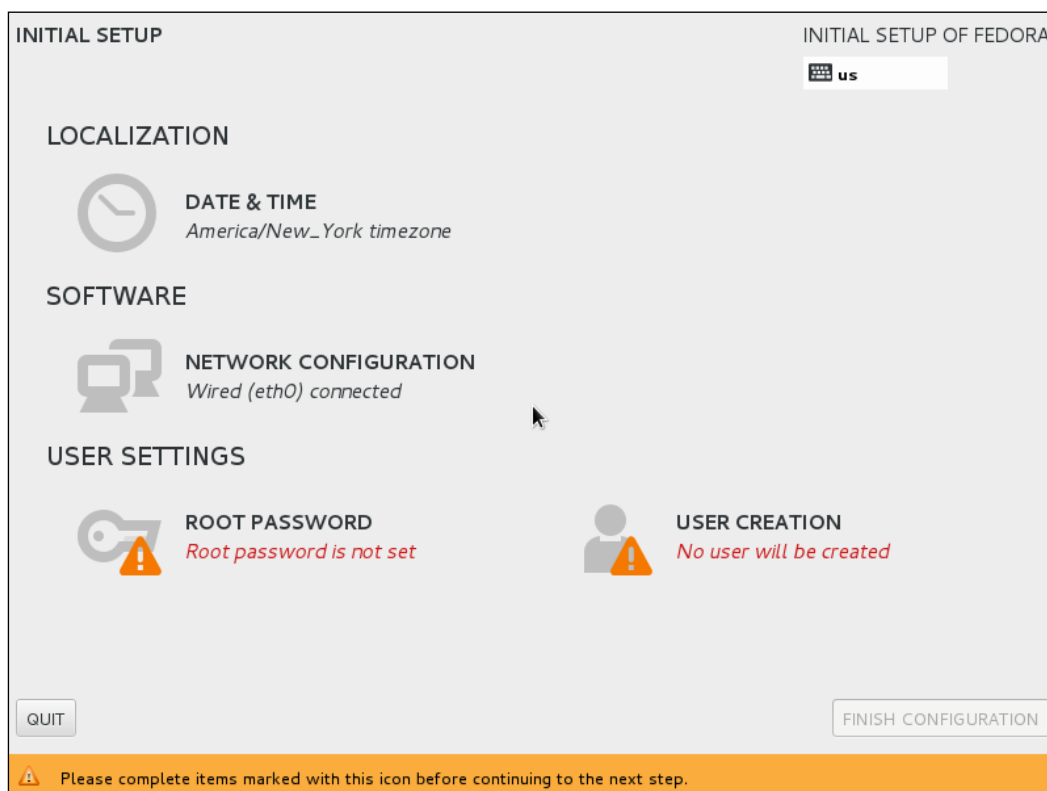 INITIAL SETUP
INITIAL SETUP OF FEDORA
us
LOCALIZATION
DATE & TIME
America/New_York timezone
SOFTWARE
NETWORK CONFIGURATION
Wired (eth0) connected
USER SETTINGS
ROOT PASSWORD
Root password is not set
USER CREATION
No user will be created
QUIT
FINISH CONFIGURATION
Please complete items marked with this icon before continuing to the next step.